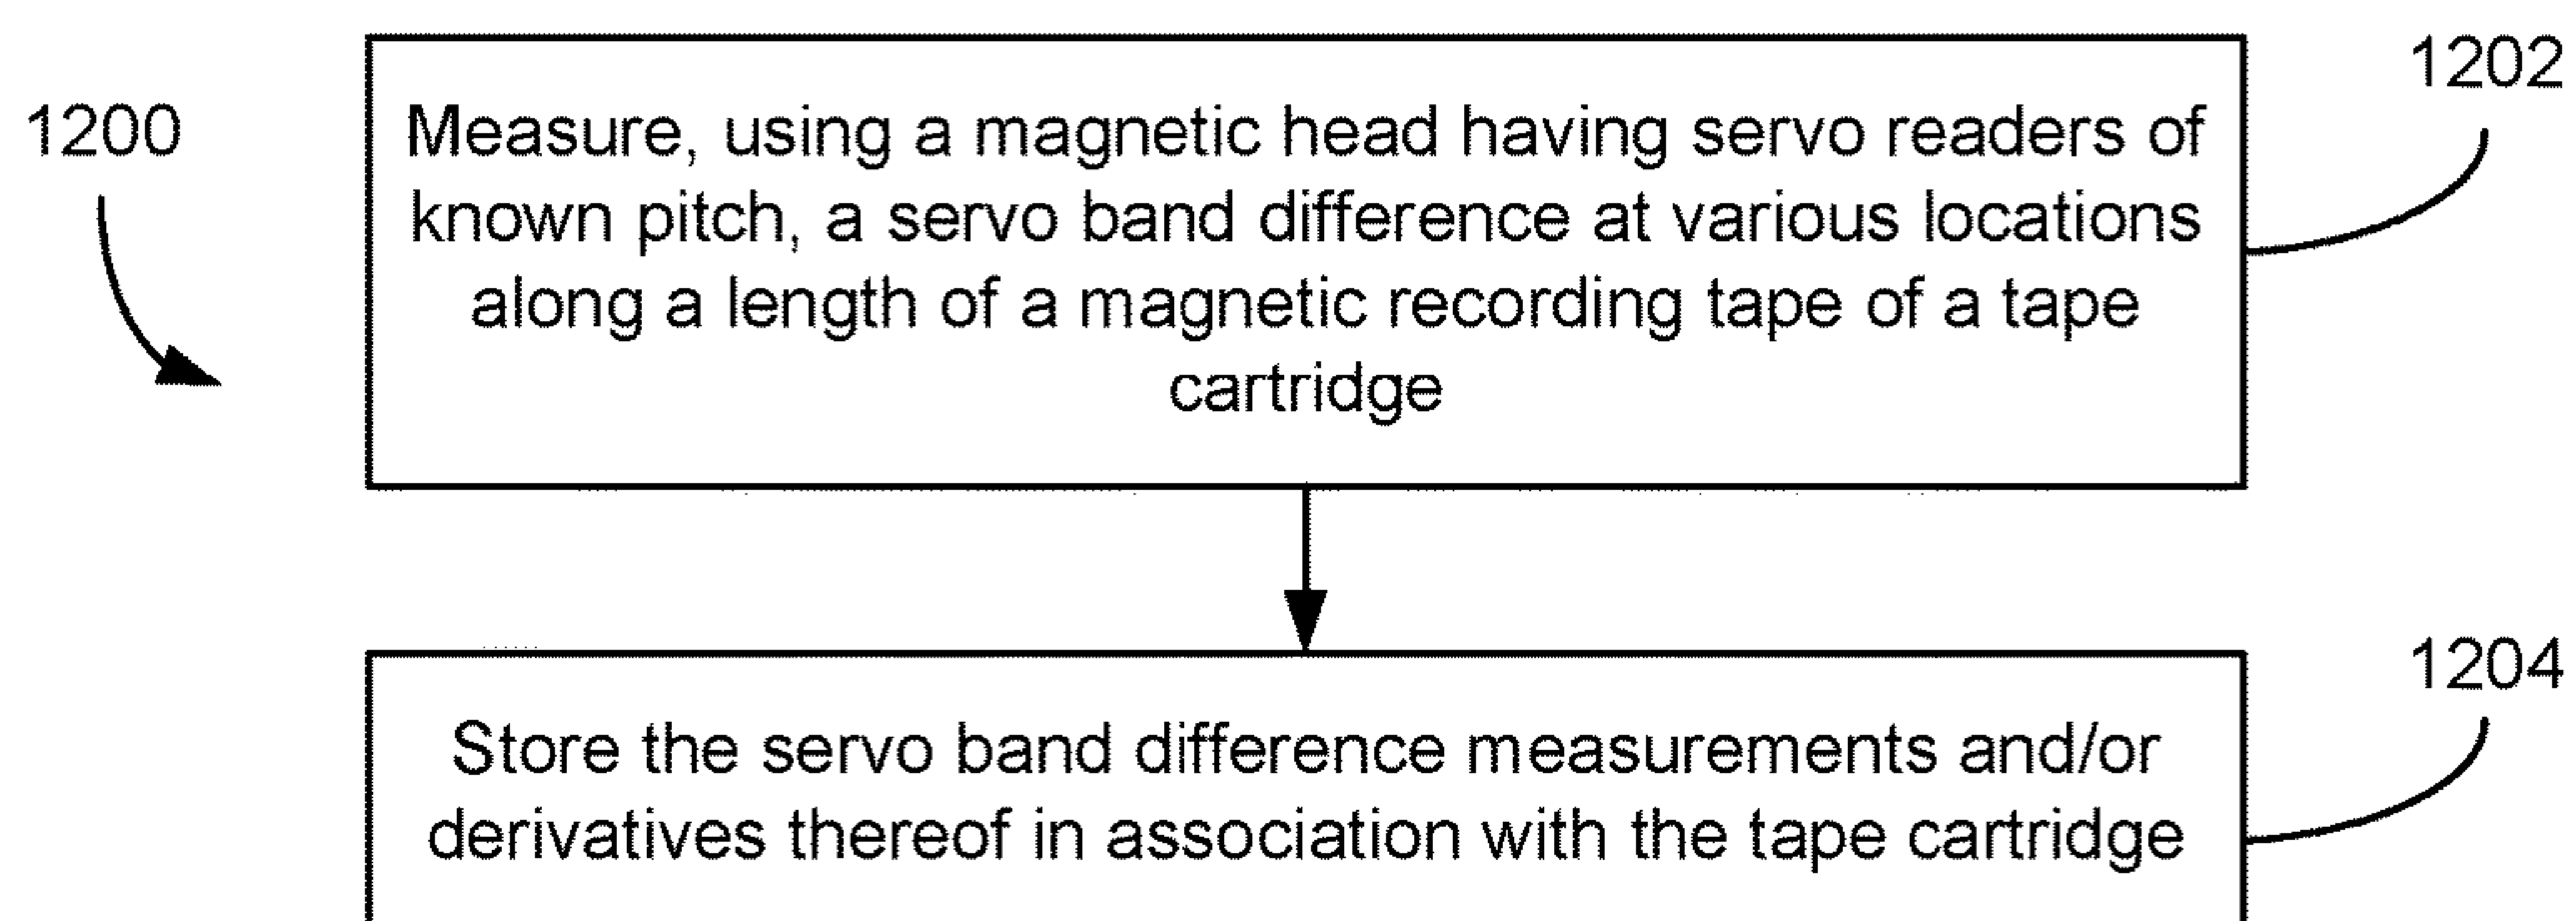 1200
1202
Measure, using a magnetic head having servo readers of
known pitch, a servo band difference at various locations
along a length of a magnetic recording tape of a tape
cartridge
1204
Store the servo band difference measurements and/or
derivatives thereof in association with the tape cartridge